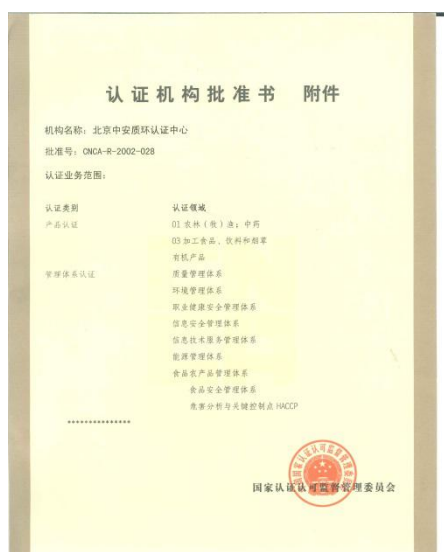 认证机构批准书 附件
机构名称：北京中安质环认证中心
批准号：CNCA-R-2002-028
认证业务范围：
认证类别 认证领域
产品认证 01 农林（牧）渔；中药
03 加工食品、饮料和烟草
有机产品
管理体系认证 质量管理体系
环境管理体系
职业健康安全管理体系
信息安全管理体系
信息技术服务管理体系
能源管理体系
食品农产品管理体系
食品安全管理体系
危害分析与关键控制点 HACCP
***************
国家认证认可监督管理委员会